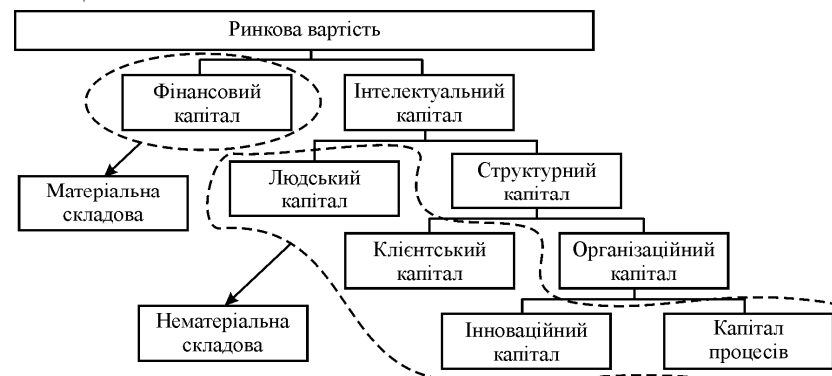 Ринкова вартість
Фінансовий
капітал
Інтелектуальний
капітал
Людський
капітал
Структурний
капітал
Матеріальна
складова
Клієнтський
капітал
Організаційний
капітал
Нематеріальна
складова
Інноваційний
капітал
Капітал
процесів